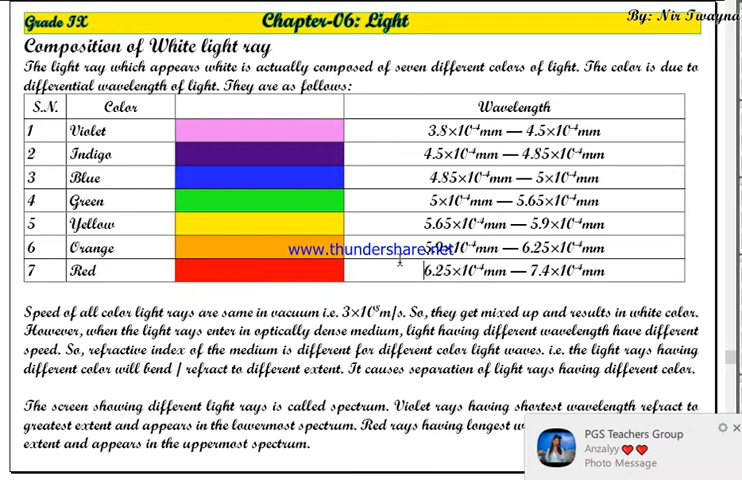 Grade IX
Chapter-06: Light
By: Nir Twayna
Composition of White light ray
The light ray which appears white is actually composed of seven different colors of light. The color is due to
differential wavelength of light. They are as follows:
S.N. Color Wavelength
1 Violet 3.8×10⁻⁴mm — 4.5×10⁻⁴mm
2 Indigo 4.5×10⁻⁴mm — 4.85×10⁻⁴mm
3 Blue 4.85×10⁻⁴mm — 5×10⁻⁴mm
4 Green 5×10⁻⁴mm — 5.65×10⁻⁴mm
5 Yellow 5.65×10⁻⁴mm — 5.9×10⁻⁴mm
6 Orange 5.9×10⁻⁴mm — 6.25×10⁻⁴mm
www.thundershare.net
7 Red 6.25×10⁻⁴mm — 7.4×10⁻⁴mm
Speed of all color light rays are same in vacuum i.e. 3×10⁸m/s. So, they get mixed up and results in white color.
However, when the light rays enter in optically dense medium, light having different wavelength have different
speed. So, refractive index of the medium is different for different color light waves. i.e. the light rays having
different color will bend / refract to different extent. It causes separation of light rays having different color.
The screen showing different light rays is called spectrum. Violet rays having shortest wavelength refract to
greatest extent and appears in the lowermost spectrum. Red rays having longest
extent and appears in the uppermost spectrum.
PGS Teachers Group
Anzalyy ❤️❤️
Photo Message